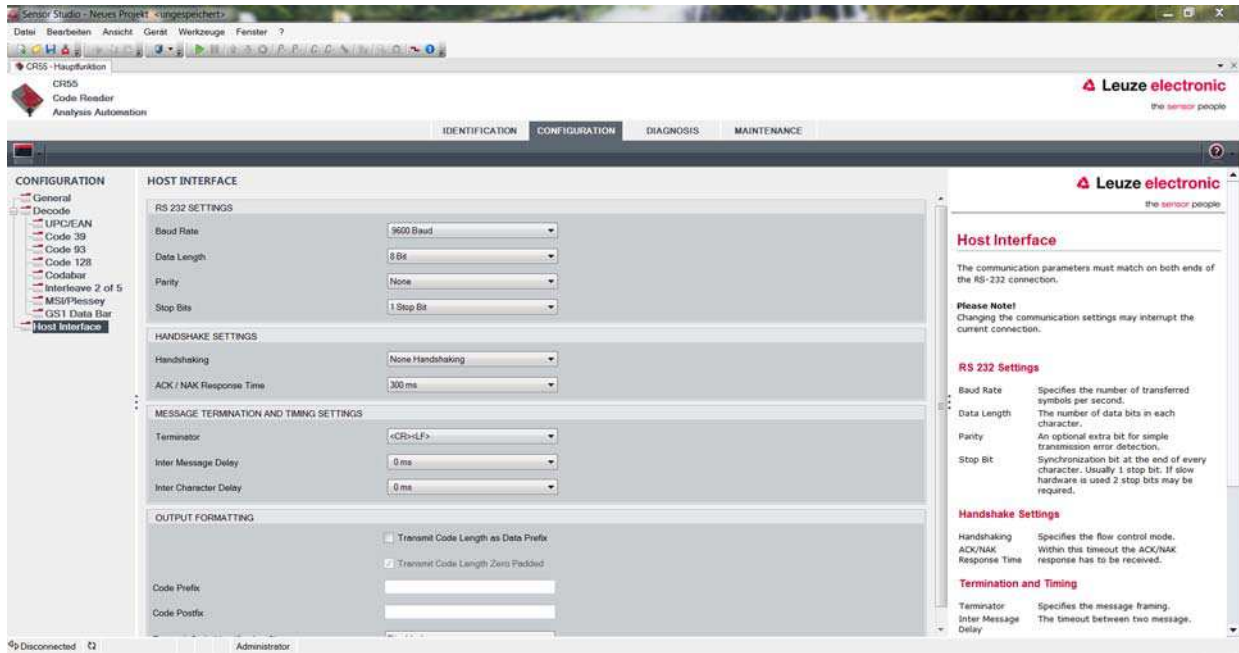 Sensor Studio - Neues Projekt <ungespeichert>
Datei Bearbeiten Ansicht Gerät Werkzeuge Fenster ?
CR55 - Hauptfunktion
CR55
Code Reader
Analysis Automation
Leuze electronic
the sensor people
IDENTIFICATION CONFIGURATION DIAGNOSIS MAINTENANCE
CONFIGURATION
General
Decode
UPC/EAN
Code 39
Code 93
Code 128
Codabar
Interleave 2 of 5
MSI/Plessey
GS1 Data Bar
Host Interface
HOST INTERFACE
RS 232 SETTINGS
Baud Rate 9600 Baud
Data Length 8 Bit
Parity None
Stop Bits 1 Stop Bit
HANDSHAKE SETTINGS
Handshaking None Handshaking
ACK / NAK Response Time 300 ms
MESSAGE TERMINATION AND TIMING SETTINGS
Terminator <CR><LF>
Inter Message Delay 0 ms
Inter Character Delay 0 ms
OUTPUT FORMATTING
Transmit Code Length as Data Prefix
Transmit Code Length Zero Padded
Code Prefix
Code Postfix
Leuze electronic
the sensor people
Host Interface
The communication parameters must match on both ends of
the RS-232 connection.
Please Note!
Changing the communication settings may interrupt the
current connection.
RS 232 Settings
Baud Rate Specifies the number of transferred
symbols per second.
Data Length The number of data bits in each
character.
Parity An optional extra bit for simple
transmission error detection.
Stop Bit Synchronization bit at the end of every
character. Usually 1 stop bit. If slow
hardware is used 2 stop bits may be
required.
Handshake Settings
Handshaking Specifies the flow control mode.
ACK/NAK Within this timeout the ACK/NAK
Response Time response has to be received.
Termination and Timing
Terminator Specifies the message framing.
Inter Message The timeout between two message.
Delay
Disconnected Administrator